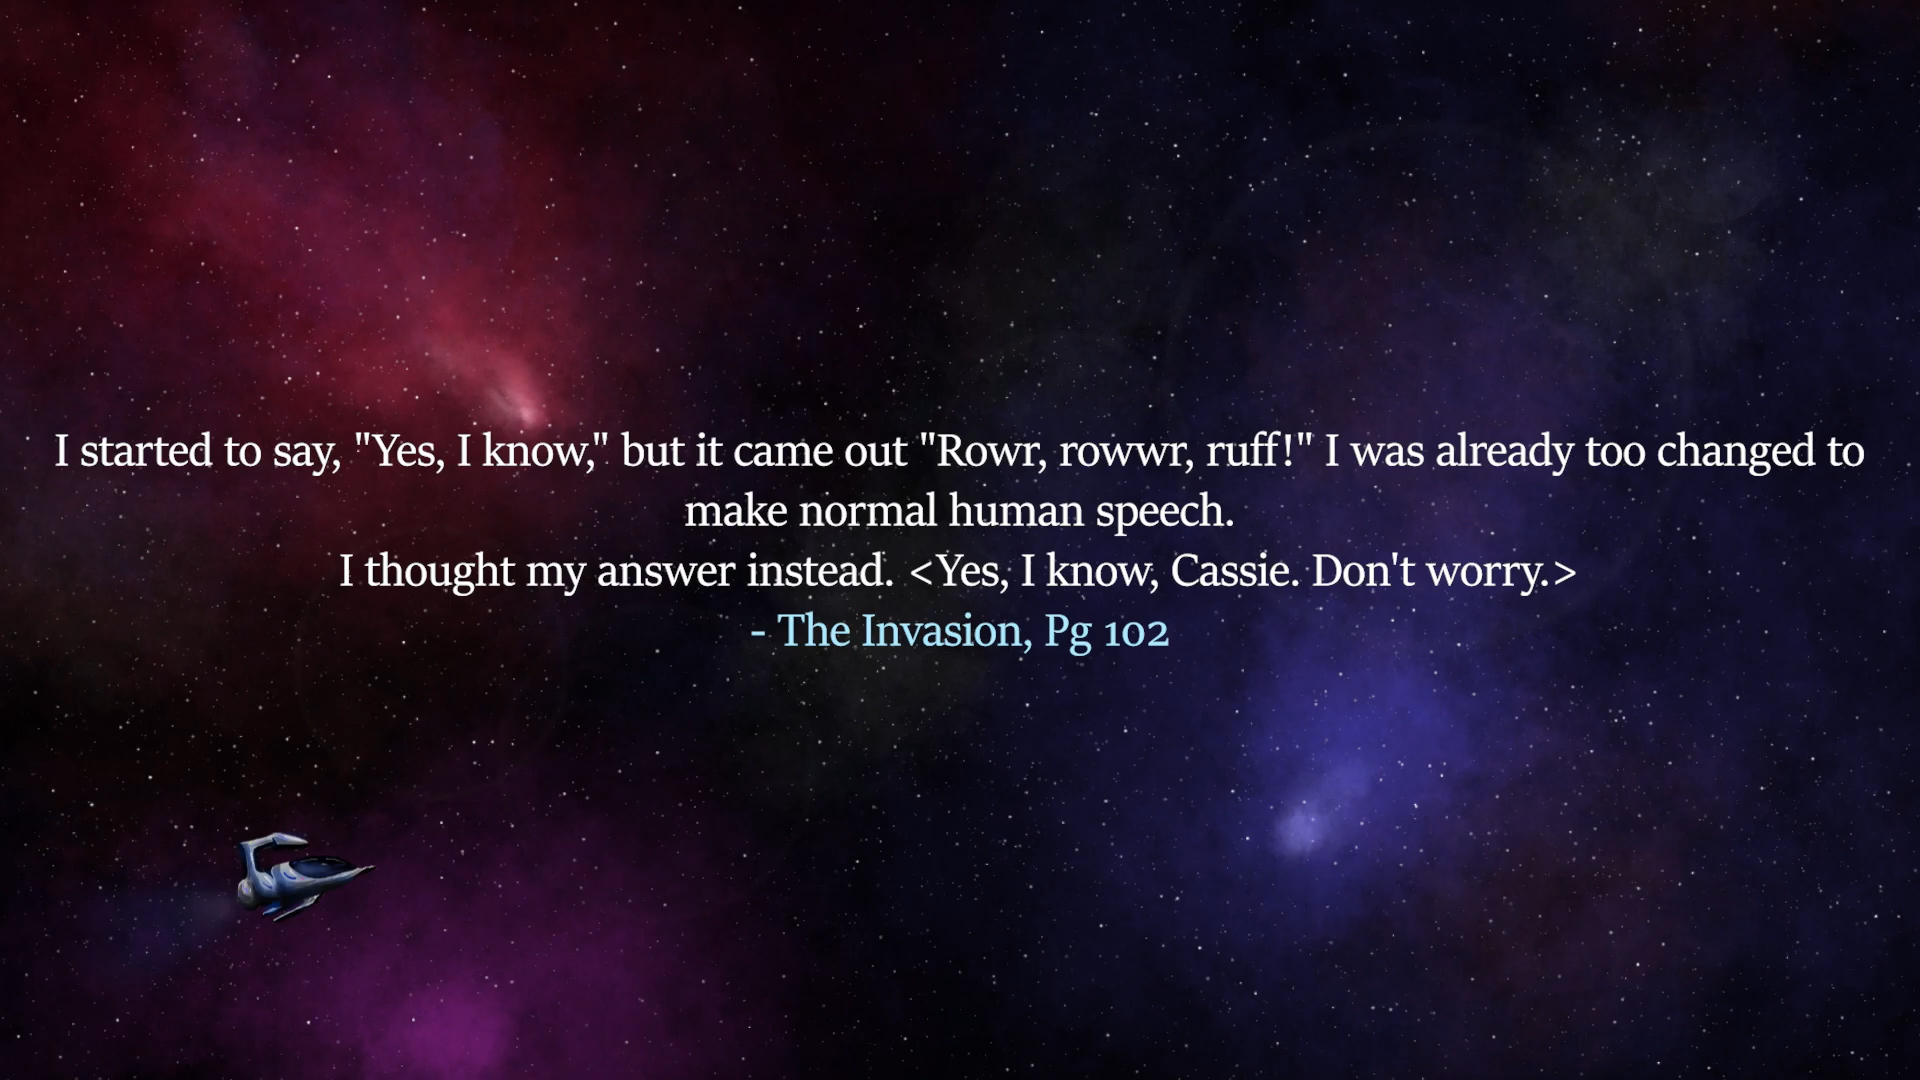 I started to say, "Yes, I know," but it came out "Rowr, rowwr, ruff!" I was already too changed to
make normal human speech.
I thought my answer instead. <Yes, I know, Cassie. Don't worry.>
- The Invasion, Pg 102